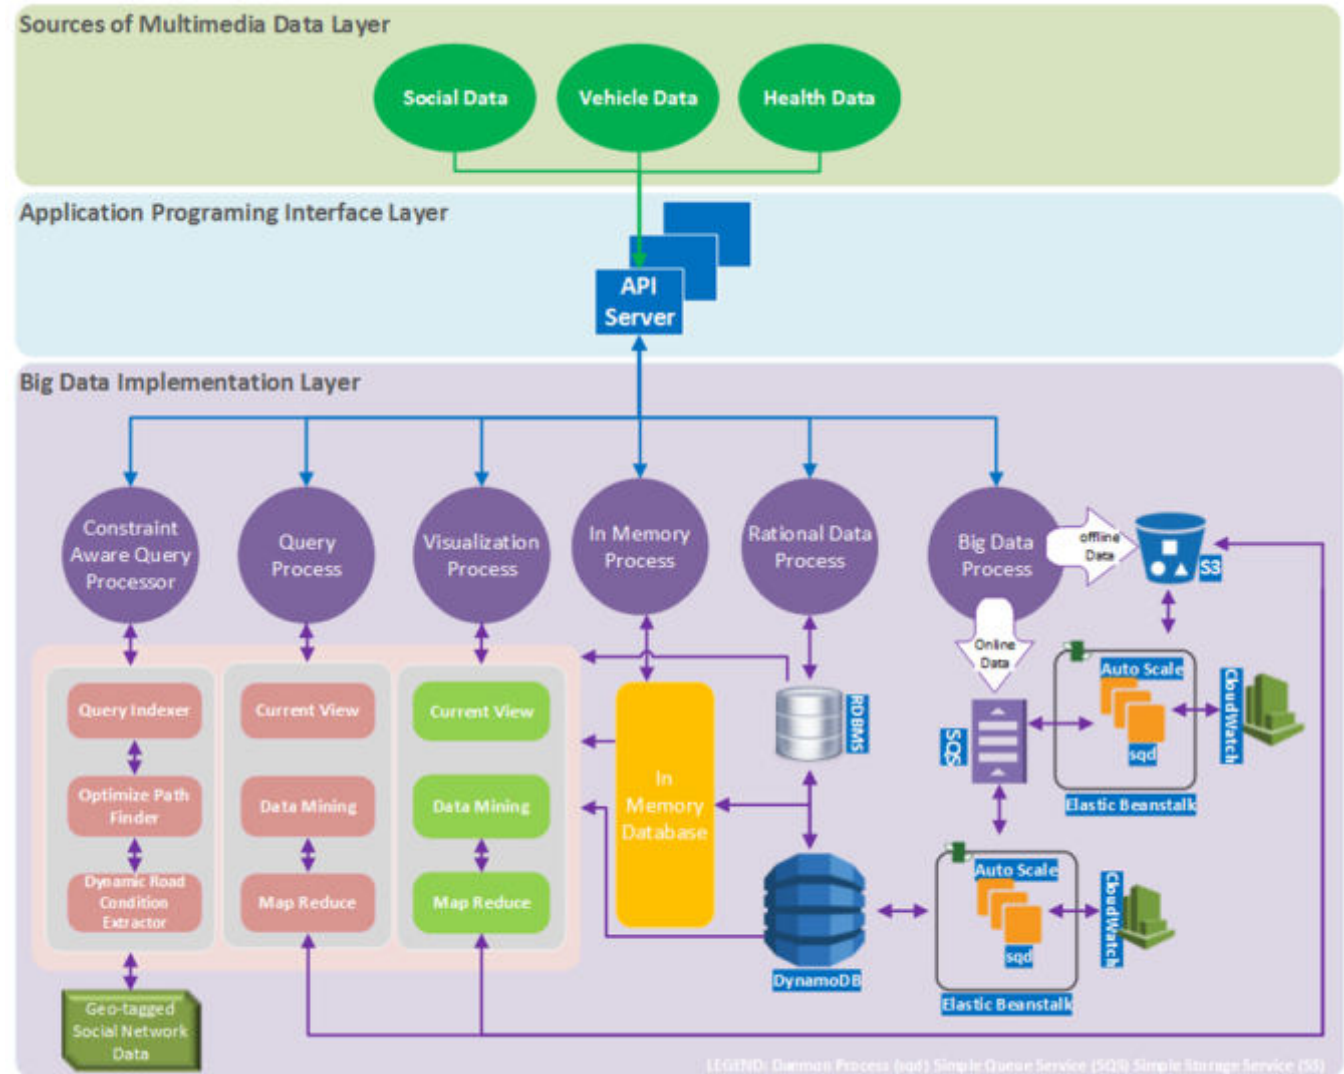 Sources of Multimedia Data Layer
Social Data
Vehicle Data
Health Data
Application Programing Interface Layer
API
Server
Big Data Implementation Layer
Constraint
Aware Query
Processor
Query
Process
Visualization
Process
In Memory
Process
Rational Data
Process
Big Data
Process
offline
Data
S3
Online
Data
Query Indexer
Optimize Path
Finder
Dynamic Road
Condition
Extractor
Current View
Data Mining
Map Reduce
Current View
Data Mining
Map Reduce
In
Memory
Database
RDBMS
SQS
Auto Scale
sqd
Elastic Beanstalk
CloudWatch
DynamoDB
Auto Scale
sqd
Elastic Beanstalk
CloudWatch
Geo-tagged
Social Network
Data
LEGEND: Daemon Process (sqd) Simple Queue Service (SQS) Simple Storage Service (S3)